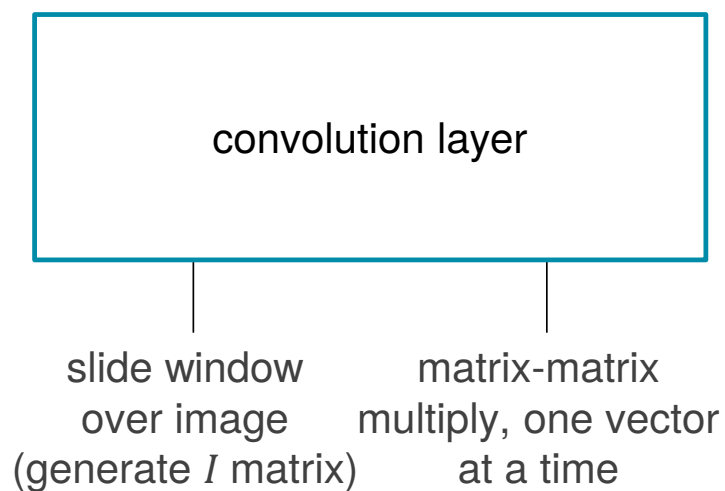 convolution layer
slide window
over image
(generate I matrix)
matrix-matrix
multiply, one vector
at a time